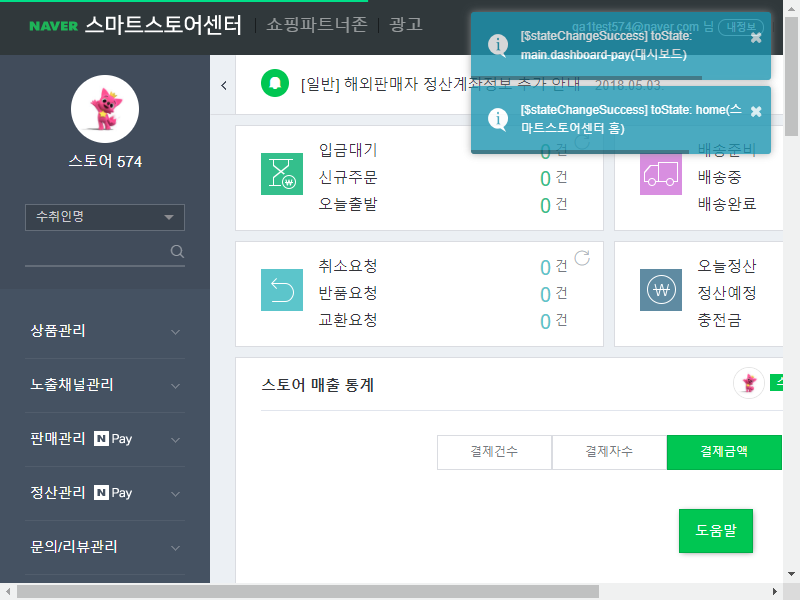 NAVER 스마트스토어센터 쇼핑파트너존 광고
qa1test574@naver.com 님 내정보
[$stateChangeSuccess] toState:
main.dashboard-pay(대시보드)
[일반] 해외판매자 정산계좌정보 추가 안내 2018.05.03.
[$stateChangeSuccess] toState: home(스
마트스토어센터 홈)
스토어 574
수취인명
상품관리
노출채널관리
판매관리 N Pay
정산관리 N Pay
문의/리뷰관리
입금대기 0 건
신규주문 0 건
오늘출발 0 건
배송준비
배송중
배송완료
취소요청 0 건
반품요청 0 건
교환요청 0 건
오늘정산
정산예정
충전금
스토어 매출 통계
결제건수 결제자수 결제금액
도움말